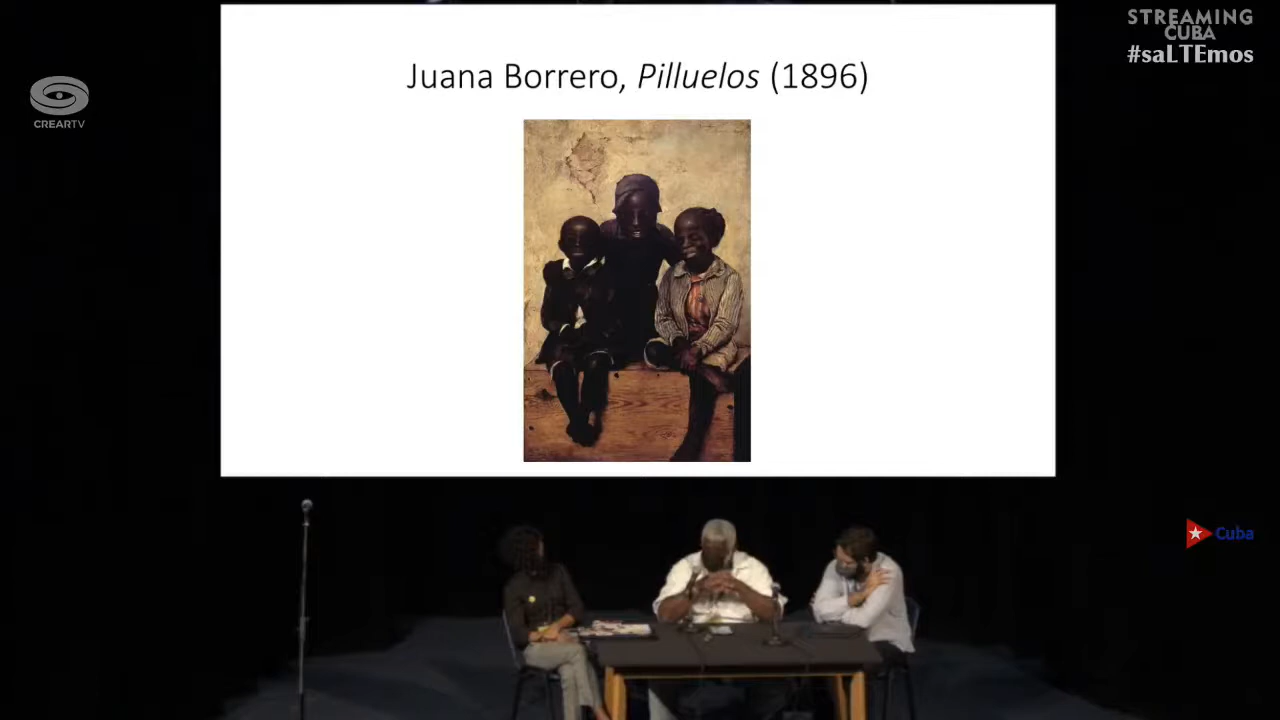 STREAMING
CUBA
#saLTEmos
CREARTV
Juana Borrero, Pilluelos (1896)
Cuba